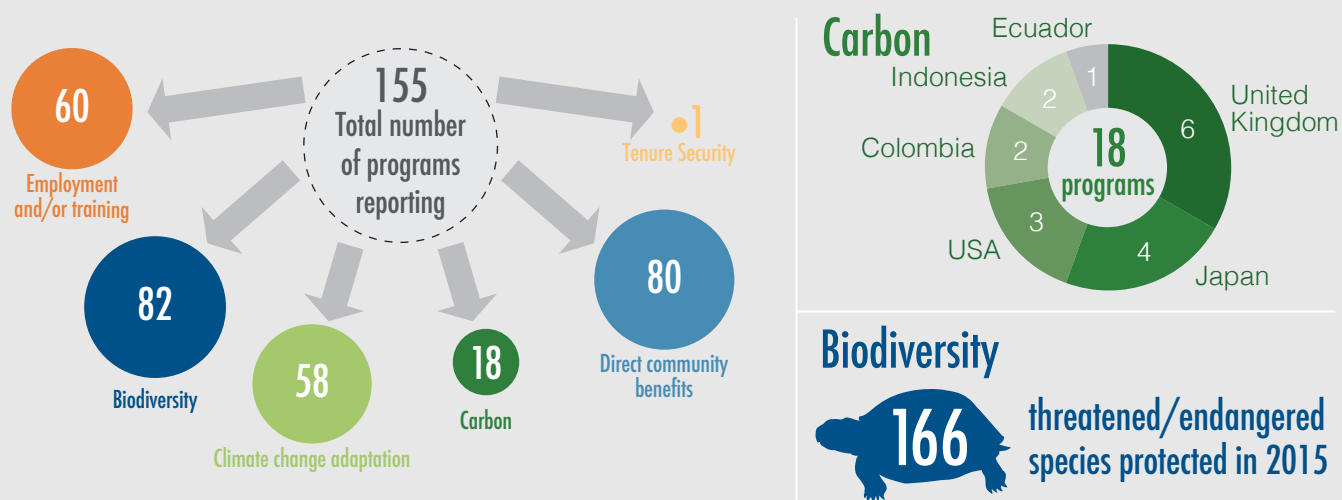 155
Total number
of programs
reporting
60
Employment
and/or training
82
Biodiversity
58
Climate change adaptation
18
Carbon
80
Direct community
benefits
1
Tenure Security
Carbon
Ecuador
1
Indonesia
2
Colombia
2
USA
3
Japan
4
United
Kingdom
6
18
programs
Biodiversity
166
threatened/endangered
species protected in 2015